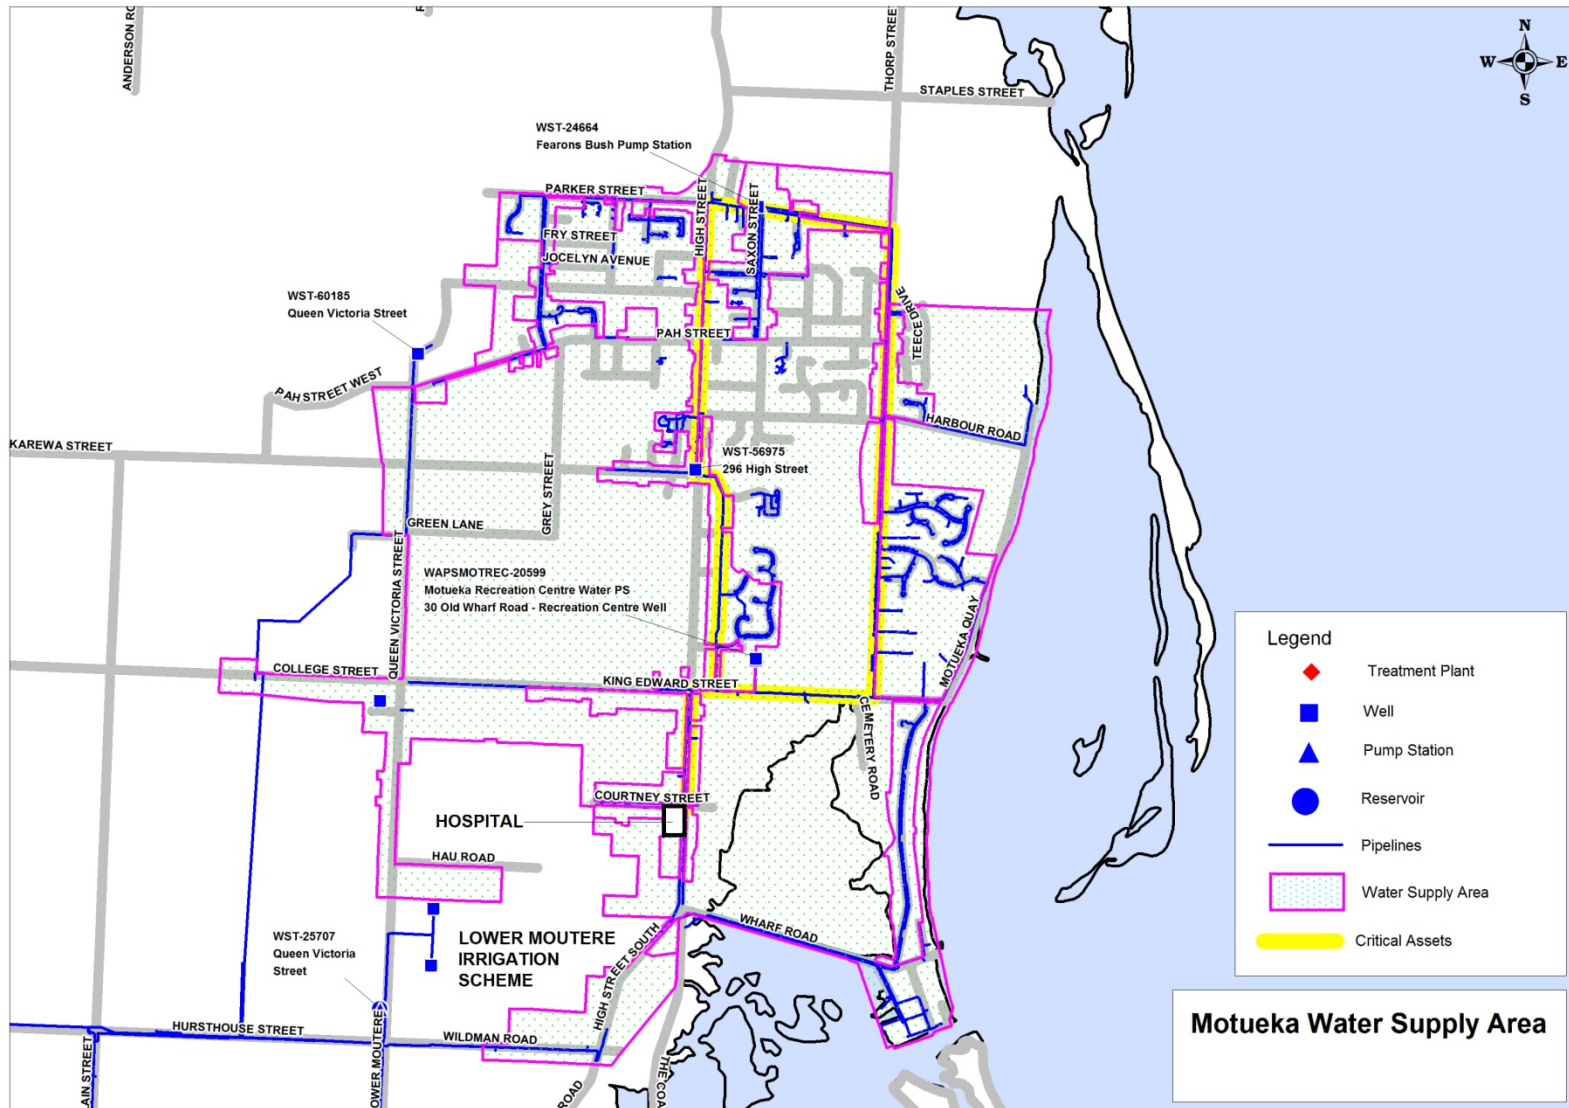 ANDERSON RO
THORP STREET
N
W
E
S
STAPLES STREET
WST-24664
Fearons Bush Pump Station
PARKER STREET
HIGH STREET
SAXON STREET
FRY STREET
JOCELYN AVENUE
WST-60185
Queen Victoria Street
TEECE DRIVE
PAH STREET
PAH STREET WEST
HARBOUR ROAD
KAREWA STREET
WST-56975
296 High Street
GREY STREET
GREEN LANE
QUEEN VICTORIA STREET
WAPSMOTREC-20599
Motueka Recreation Centre Water PS
30 Old Wharf Road - Recreation Centre Well
MOTUEKA QUAY
COLLEGE STREET
KING EDWARD STREET
CEMETERY ROAD
COURTNEY STREET
HOSPITAL
HAU ROAD
WHARF ROAD
WST-25707
Queen Victoria
Street
LOWER MOUTERE
IRRIGATION
SCHEME
HIGH STREET SOUTH
HURSTHOUSE STREET
WILDMAN ROAD
AIN STREET
OWER MOUTERE
ROAD
THE COA
Legend
Treatment Plant
Well
Pump Station
Reservoir
Pipelines
Water Supply Area
Critical Assets
Motueka Water Supply Area